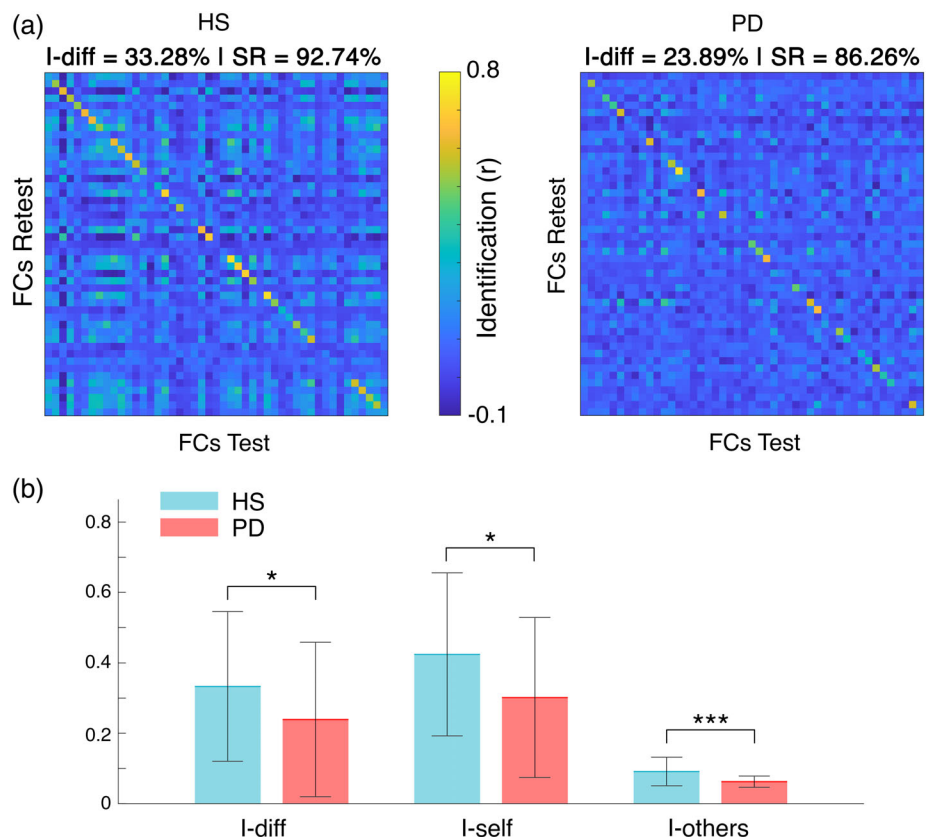 (a)
HS
I-diff = 33.28% | SR = 92.74%
FCs Retest
FCs Test
0.8
Identification (r)
-0.1
PD
I-diff = 23.89% | SR = 86.26%
FCs Retest
FCs Test
(b)
HS
PD
0.8
0.6
0.4
0.2
0
*
*
***
I-diff
I-self
I-others